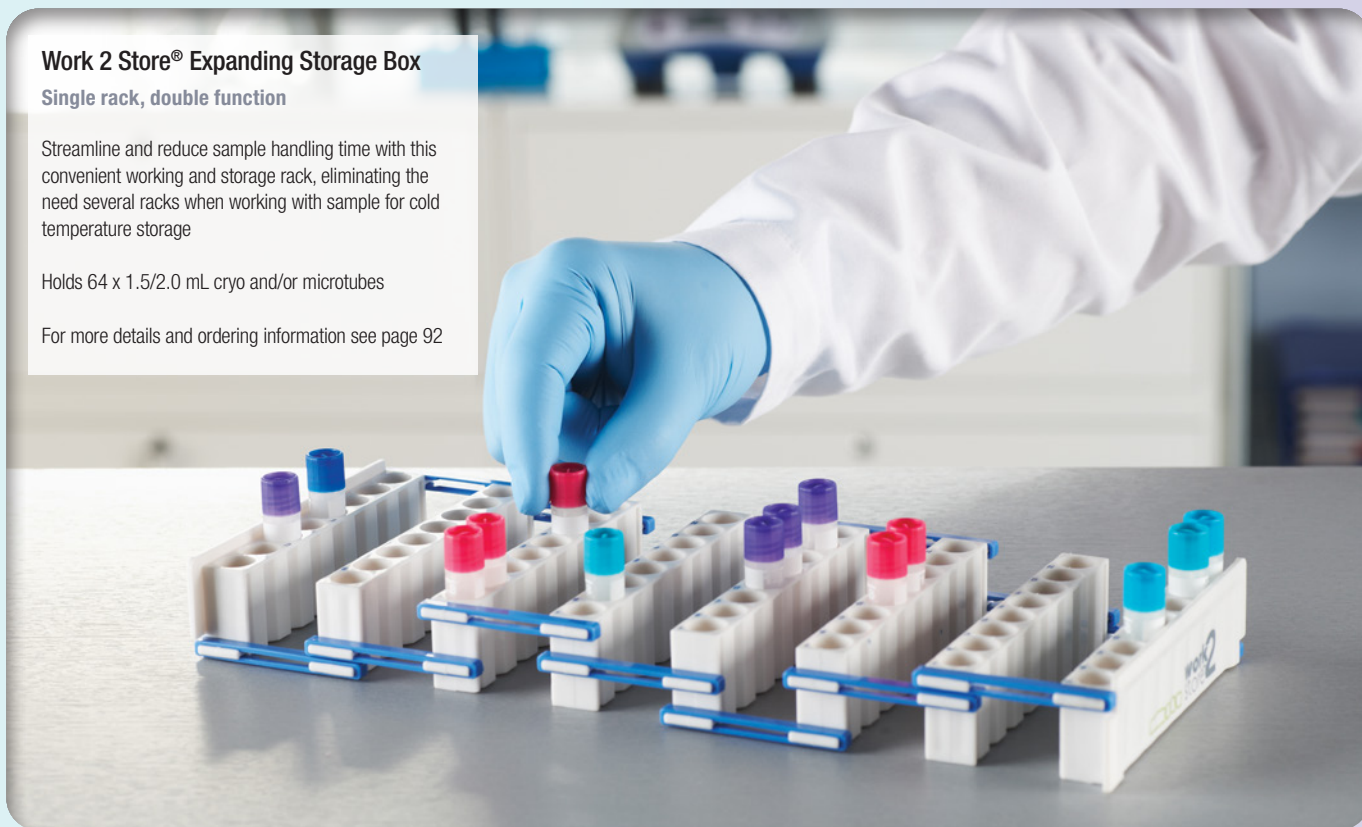 Work 2 Store® Expanding Storage Box
Single rack, double function
Streamline and reduce sample handling time with this
convenient working and storage rack, eliminating the
need several racks when working with sample for cold
temperature storage
Holds 64 x 1.5/2.0 mL cryo and/or microtubes
For more details and ordering information see page 92
work
2
STORE